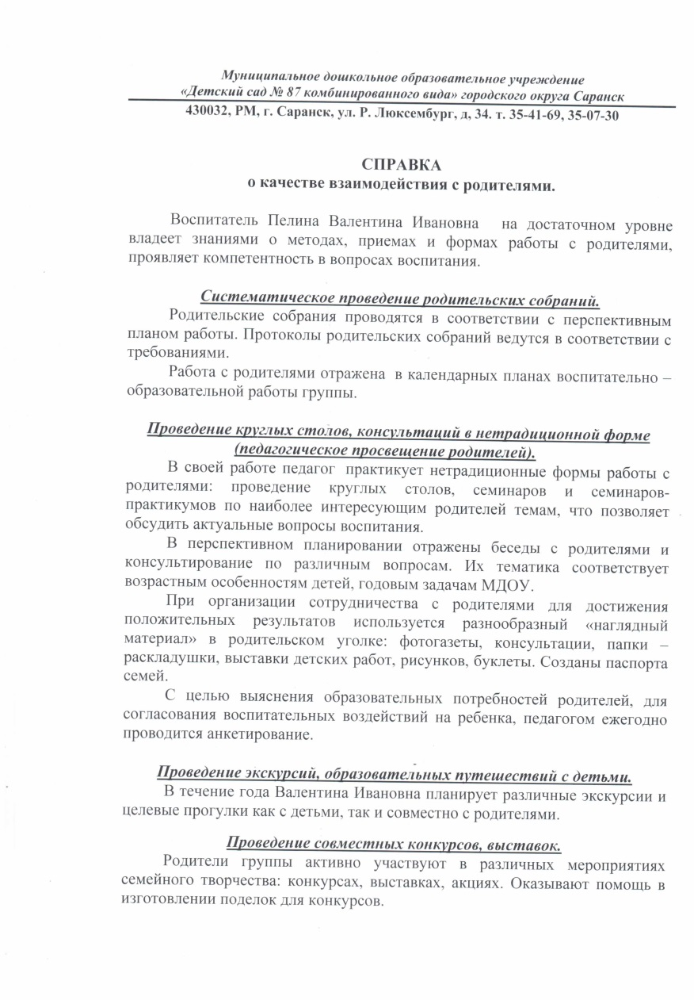 Муниципальное дошкольное образовательное учреждение
«Детский сад № 87 комбинированного вида» городского округа Саранск
430032, РМ, г. Саранск, ул. Р. Люксембург, д, 34. т. 35-41-69, 35-07-30
СПРАВКА
о качестве взаимодействия с родителями.
Воспитатель Пелина Валентина Ивановна на достаточном уровне
владеет знаниями о методах, приемах и формах работы с родителями,
проявляет компетентность в вопросах воспитания.
Систематическое проведение родительских собраний.
Родительские собрания проводятся в соответствии с перспективным
планом работы. Протоколы родительских собраний ведутся в соответствии с
требованиями.
Работа с родителями отражена в календарных планах воспитательно –
образовательной работы группы.
Проведение круглых столов, консультаций в нетрадиционной форме
(педагогическое просвещение родителей).
В своей работе педагог практикует нетрадиционные формы работы с
родителями: проведение круглых столов, семинаров и семинаров-
практикумов по наиболее интересующим родителей темам, что позволяет
обсудить актуальные вопросы воспитания.
В перспективном планировании отражены беседы с родителями и
консультирование по различным вопросам. Их тематика соответствует
возрастным особенностям детей, годовым задачам МДОУ.
При организации сотрудничества с родителями для достижения
положительных результатов используется разнообразный «наглядный
материал» в родительском уголке: фотогазеты, консультации, папки –
раскладушки, выставки детских работ, рисунков, буклеты. Созданы паспорта
семей.
С целью выяснения образовательных потребностей родителей, для
согласования воспитательных воздействий на ребенка, педагогом ежегодно
проводится анкетирование.
Проведение экскурсий, образовательных путешествий с детьми.
В течение года Валентина Ивановна планирует различные экскурсии и
целевые прогулки как с детьми, так и совместно с родителями.
Проведение совместных конкурсов, выставок.
Родители группы активно участвуют в различных мероприятиях
семейного творчества: конкурсах, выставках, акциях. Оказывают помощь в
изготовлении поделок для конкурсов.